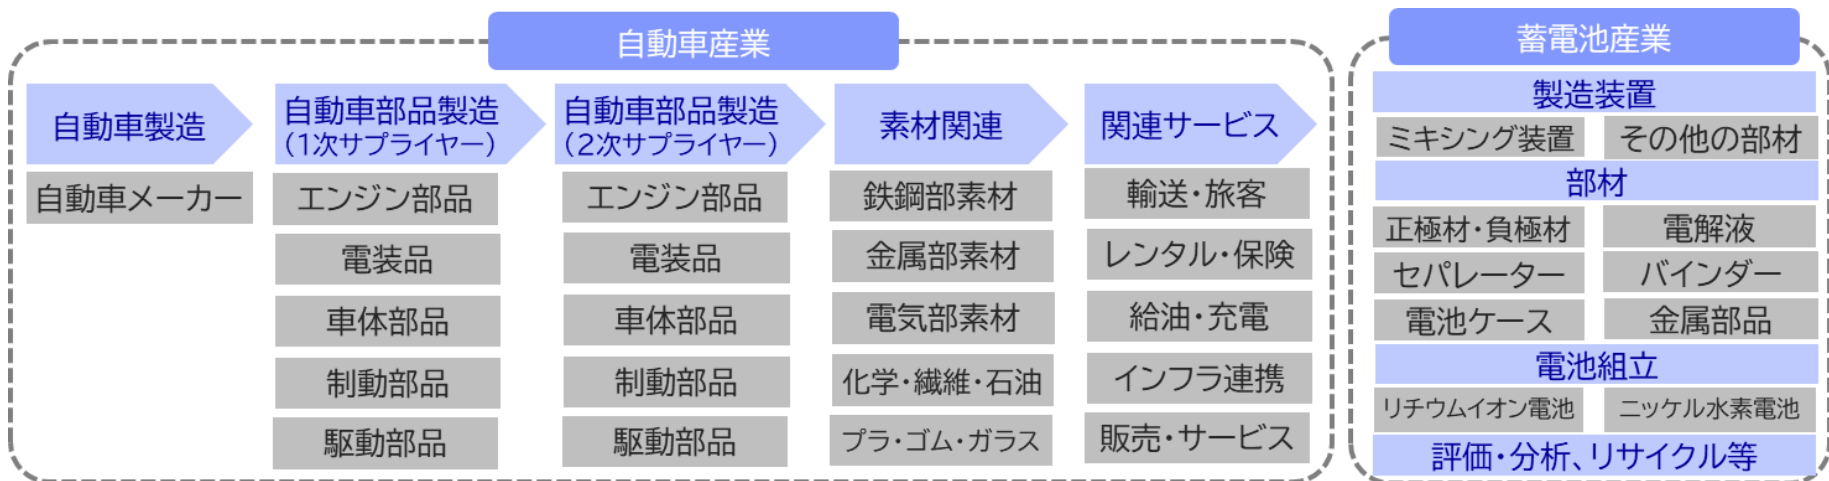 自動車産業
自動車製造
自動車メーカー
自動車部品製造
(1次サプライヤー)
エンジン部品
電装品
車体部品
制動部品
駆動部品
自動車部品製造
(2次サプライヤー)
エンジン部品
電装品
車体部品
制動部品
駆動部品
素材関連
鉄鋼部素材
金属部素材
電気部素材
化学・繊維・石油
プラ・ゴム・ガラス
関連サービス
輸送・旅客
レンタル・保険
給油・充電
インフラ連携
販売・サービス
蓄電池産業
製造装置
ミキシング装置 その他の部材
部材
正極材・負極材 電解液
セパレーター バインダー
電池ケース 金属部品
電池組立
リチウムイオン電池 ニッケル水素電池
評価・分析、リサイクル等